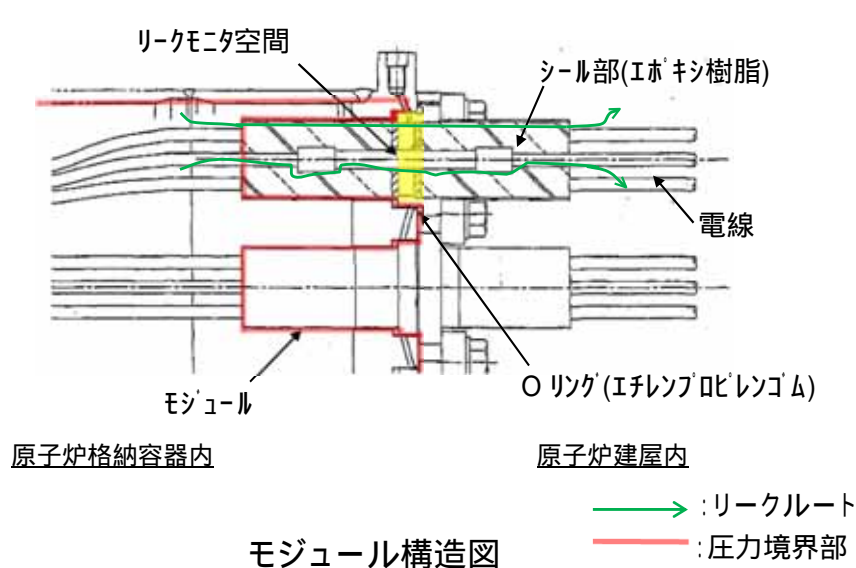 リークモニタ空間
シール部(エポキシ樹脂)
電線
Oリング(エチレンプロピレンゴム)
モジュール
原子炉格納容器内
原子炉建屋内
:リークルート
:圧力境界部
モジュール構造図